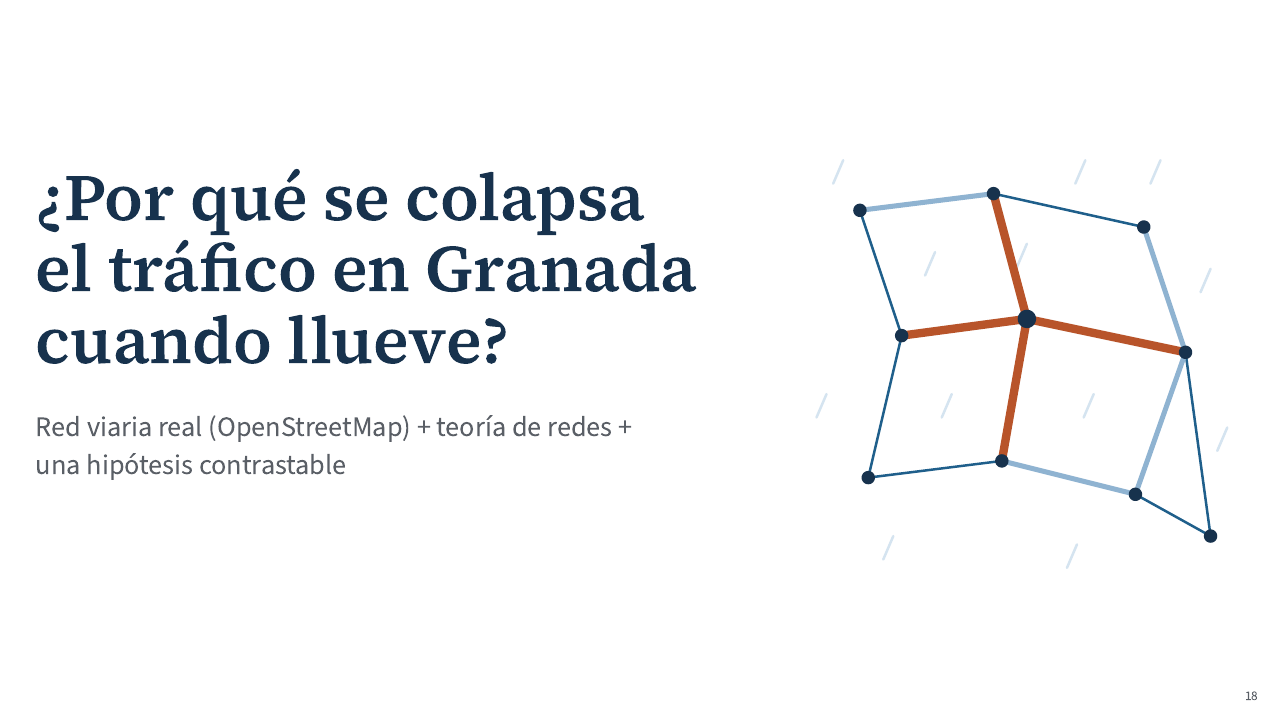 ¿Por qué se colapsa
el tráfico en Granada
cuando llueve?
Red viaria real (OpenStreetMap) + teoría de redes +
una hipótesis contrastable
18